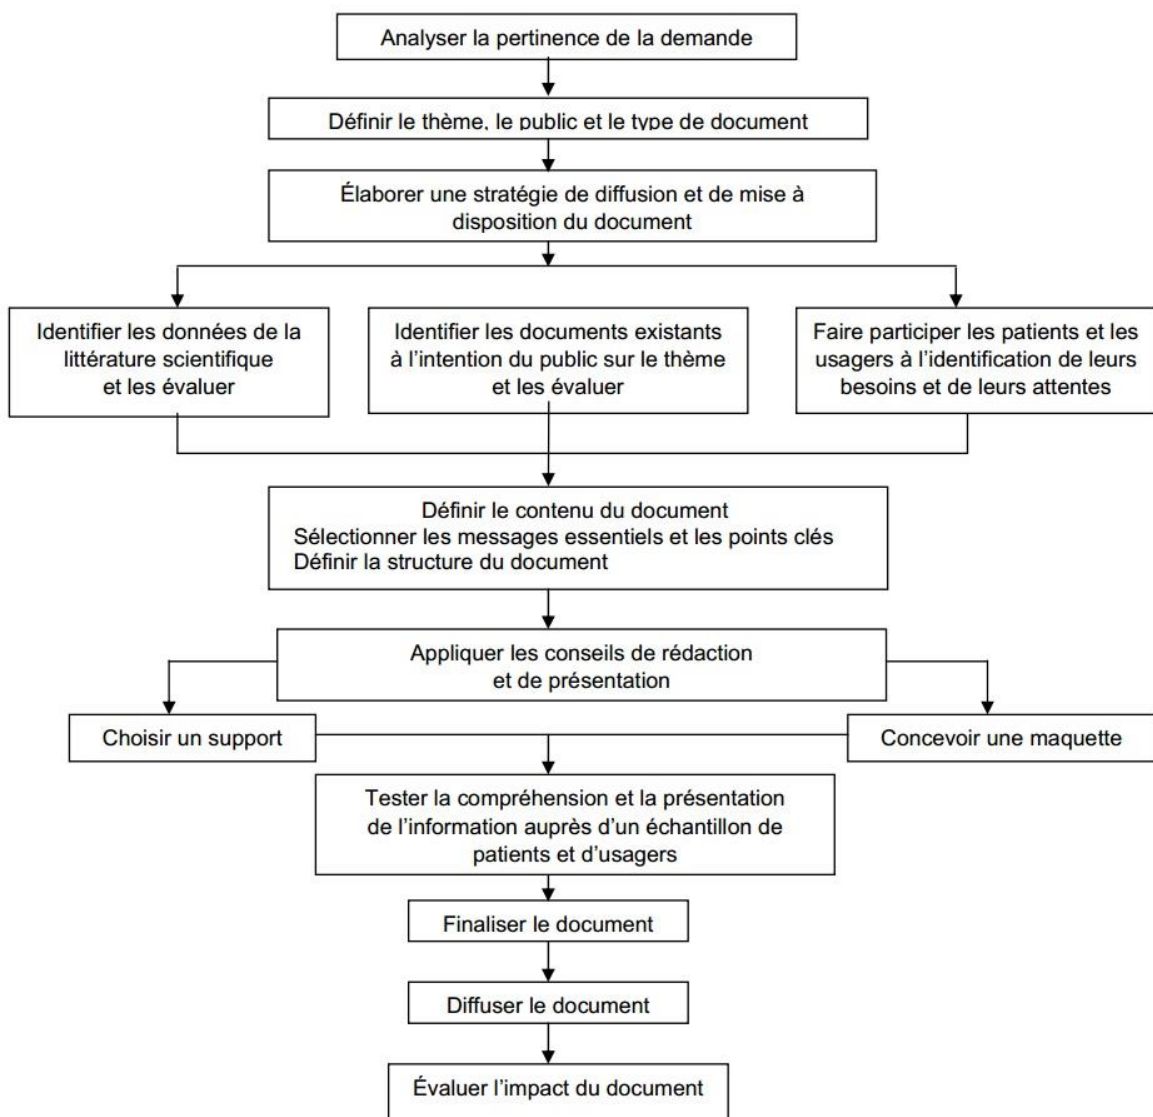 Analyser la pertinence de la demande
Définir le thème, le public et le type de document
Élaborer une stratégie de diffusion et de mise à
disposition du document
Identifier les données de la
littérature scientifique
et les évaluer
Identifier les documents existants
à l'intention du public sur le thème
et les évaluer
Faire participer les patients et les
usagers à l'identification de leurs
besoins et de leurs attentes
Définir le contenu du document
Sélectionner les messages essentiels et les points clés
Définir la structure du document
Appliquer les conseils de rédaction
et de présentation
Choisir un support
Concevoir une maquette
Tester la compréhension et la présentation
de l'information auprès d'un échantillon de
patients et d'usagers
Finaliser le document
Diffuser le document
Évaluer l'impact du document